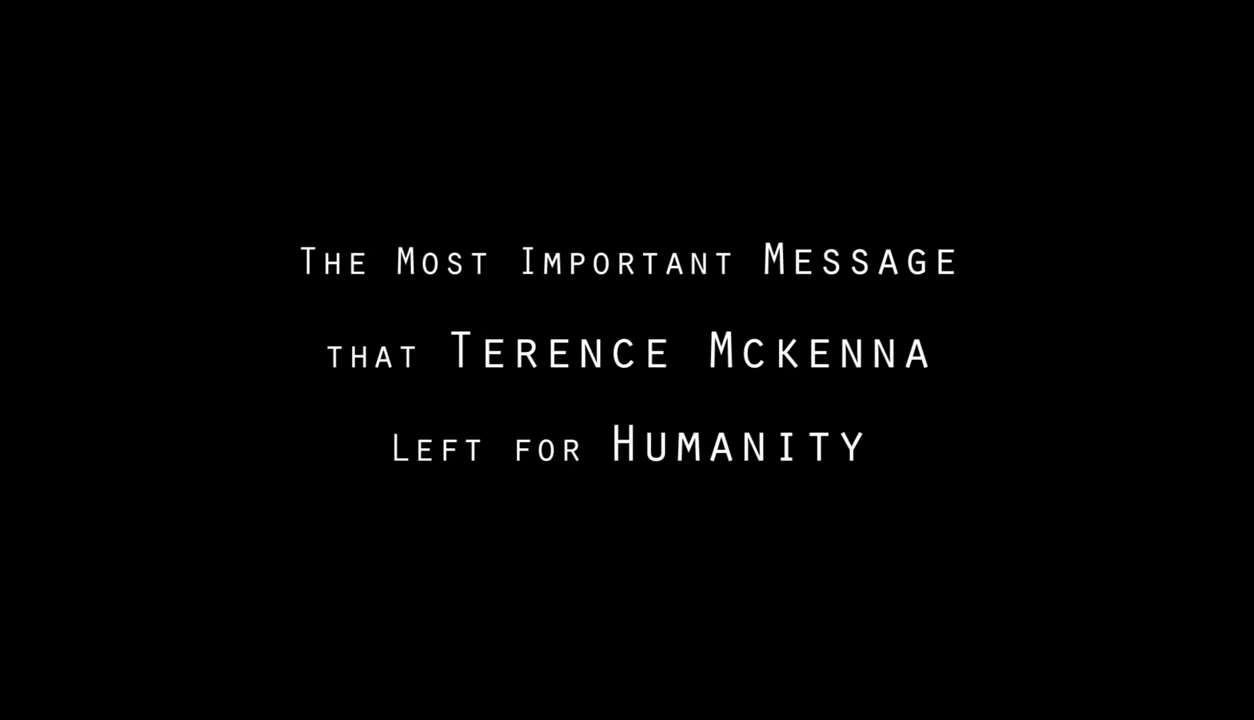 The Most Important Message
that Terence Mckenna
Left for Humanity